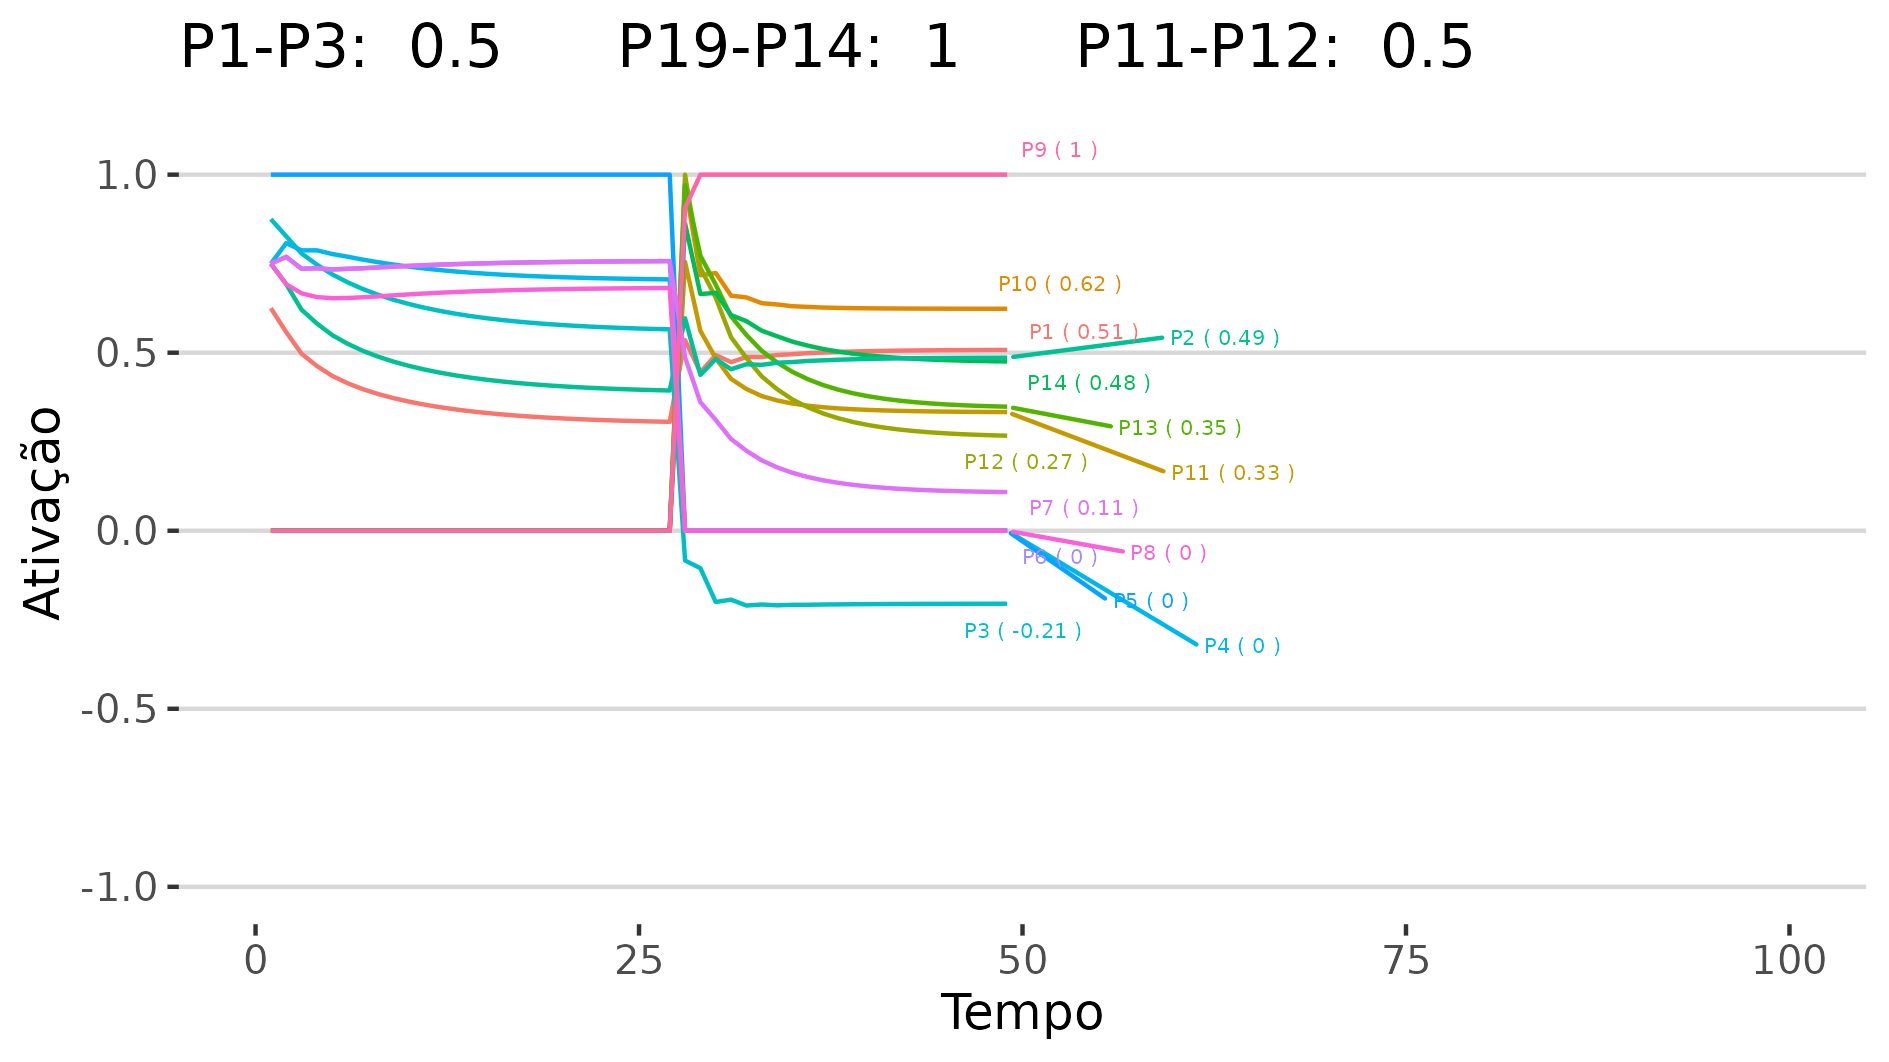 P1-P3: 0.5 P19-P14: 1 P11-P12: 0.5
P9 ( 1 )
1.0
P10 ( 0.62 )
P1 ( 0.51 )
P2 ( 0.49 )
0.5
P14 ( 0.48 )
P13 ( 0.35 )
P12 ( 0.27 )
P11 ( 0.33 )
P7 ( 0.11 )
0.0
P8 ( 0 )
P6 ( 0 )
P5 ( 0 )
P3 ( -0.21 )
P4 ( 0 )
-0.5
-1.0
Ativação
0 25 50 75 100
Tempo